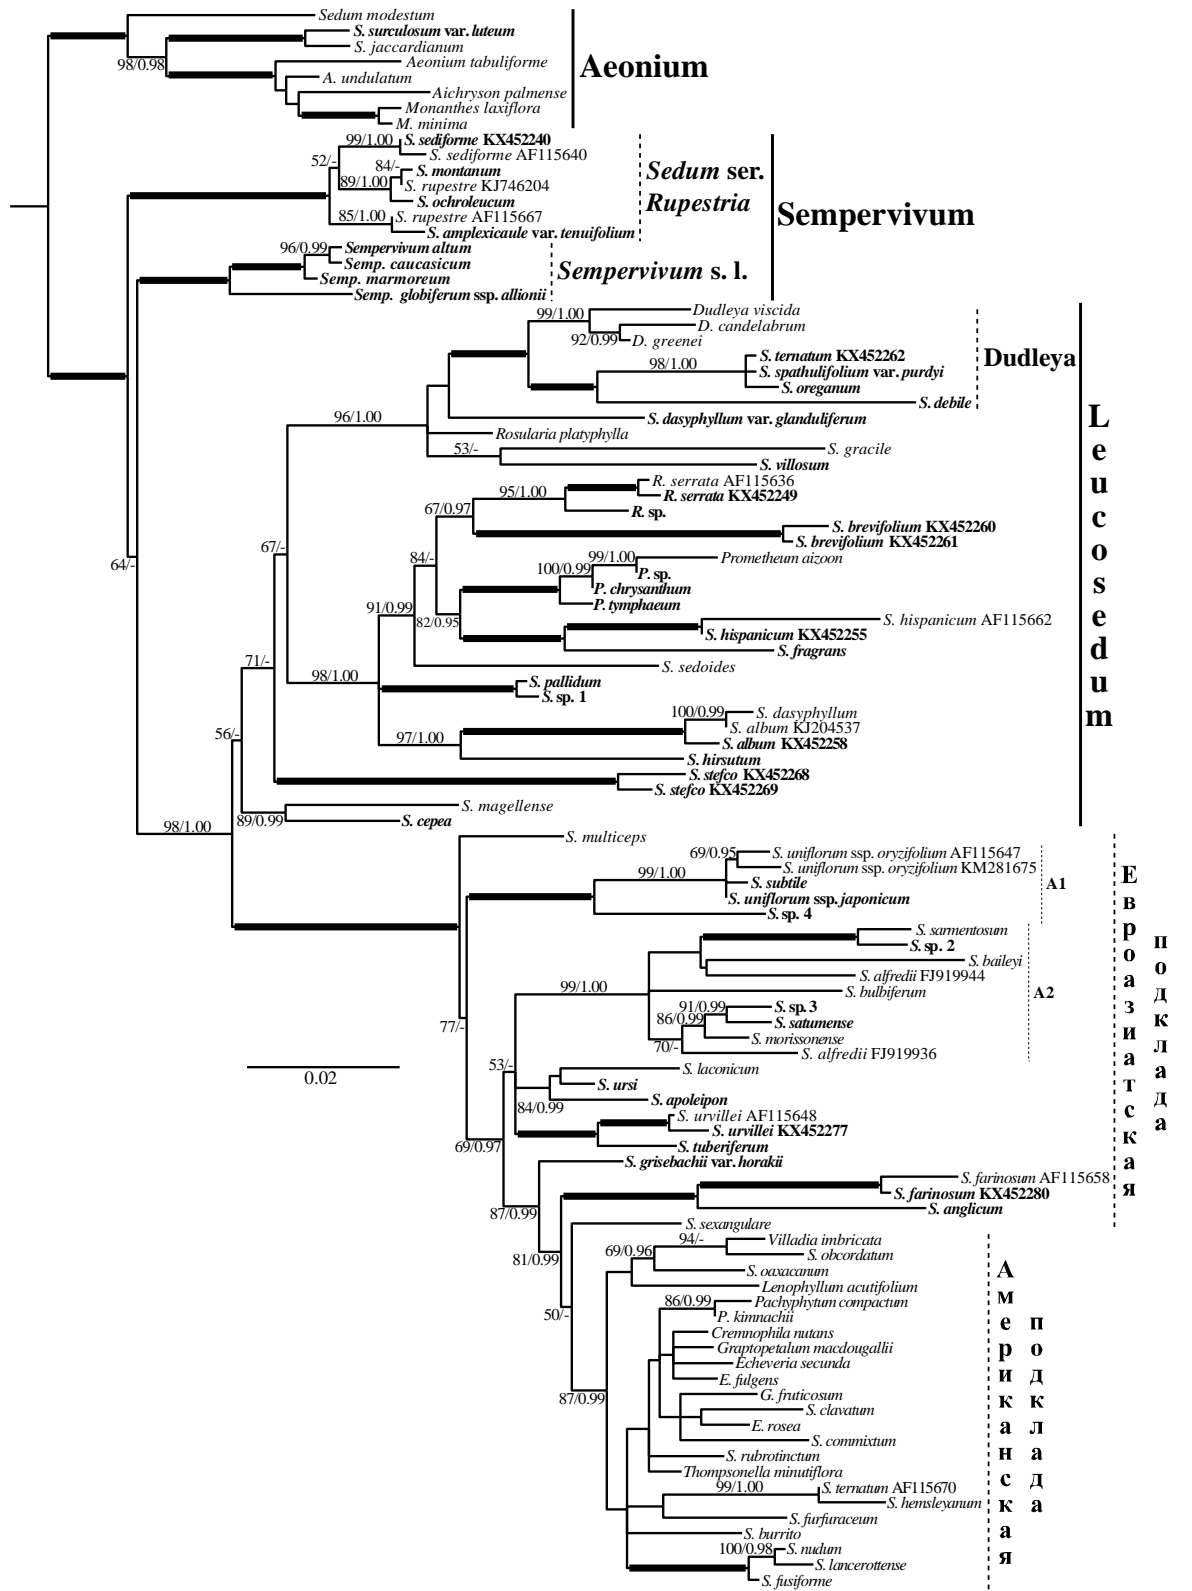 Sedum modestum
S. surculosum var. luteum
S. jaccardianum
98/0.98
Aeonium tabuliforme
Aeonium
A. undulatum
Aichryson palmense
Monanthes laxiflora
M. minima
99/1.00
S. sediforme KX452240
S. sediforme AF115640
52/-
84/-
S. montanum
89/1.00
S. rupestre KJ746204
S. ochroleucum
Sedum ser.
Rupestria
85/1.00
S. rupestre AF115667
S. amplexicaule var. tenuifolium
Sempervivum
96/0.99
Sempervivum altum
Semp. caucasicum
Semp. marmoreum
Semp. globiferum ssp. allionii
Sempervivum s. l.
99/1.00
Dudleya viscida
D. candelabrum
92/0.99
D. greenei
98/1.00
S. ternatum KX452262
S. spathulifolium var. purdyi
S. oreganum
S. debile
Dudleya
96/1.00
S. dasyphyllum var. glanduliferum
Rosularia platyphylla
53/-
S. gracile
S. villosum
Leucosedum
R. serrata AF115636
95/1.00
R. serrata KX452249
67/0.97
R. sp.
S. brevifolium KX452260
S. brevifolium KX452261
67/-
84/-
99/1.00
Prometheum aizoon
100/0.99
P. sp.
P. chrysanthum
P. tymphaeum
64/-
91/0.99
82/0.95
S. hispanicum AF115662
S. hispanicum KX452255
S. fragrans
71/-
S. sedoides
98/1.00
S. pallidum
S. sp. 1
100/0.99
S. dasyphyllum
S. album KJ204537
56/-
97/1.00
S. album KX452258
S. hirsutum
S. stefco KX452268
S. stefco KX452269
S. magellense
89/0.99
S. cepea
98/1.00
S. multiceps
69/0.95
S. uniflorum ssp. oryzifolium AF115647
S. uniflorum ssp. oryzifolium KM281675
99/1.00
S. subtile
A1
S. uniflorum ssp. japonicum
S. sp. 4
Евроазиатская
подклада
S. sarmentosum
S. sp. 2
S. baileyi
S. alfredii FJ919944
99/1.00
S. bulbiferum
A2
91/0.99
S. sp. 3
86/0.99
S. satumense
77/-
S. morissonense
70/-
S. alfredii FJ919936
53/-
S. laconicum
0.02
S. ursi
84/0.99
S. apoleipon
S. urvillei AF115648
S. urvillei KX452277
69/0.97
S. tuberiferum
S. grisebachii var. horakii
S. farinosum AF115658
S. farinosum KX452280
87/0.99
S. anglicum
S. sexangulare
81/0.99
94/-
Villadia imbricata
69/0.96
S. obcordatum
S. oaxacanum
Lenophyllum acutifolium
Американская
подклада
50/-
86/0.99
Pachyphytum compactum
P. kimnachii
Cremnophila nutans
Graptopetalum macdougallii
Echeveria secunda
E. fulgens
87/0.99
G. fruticosum
S. clavatum
E. rosea
S. commixtum
S. rubrotinctum
Thompsonella minutiflora
99/1.00
S. ternatum AF115670
S. hemsleyanum
S. furfuraceum
S. burrito
100/0.98
S. nudum
S. lancerottense
S. fusiforme